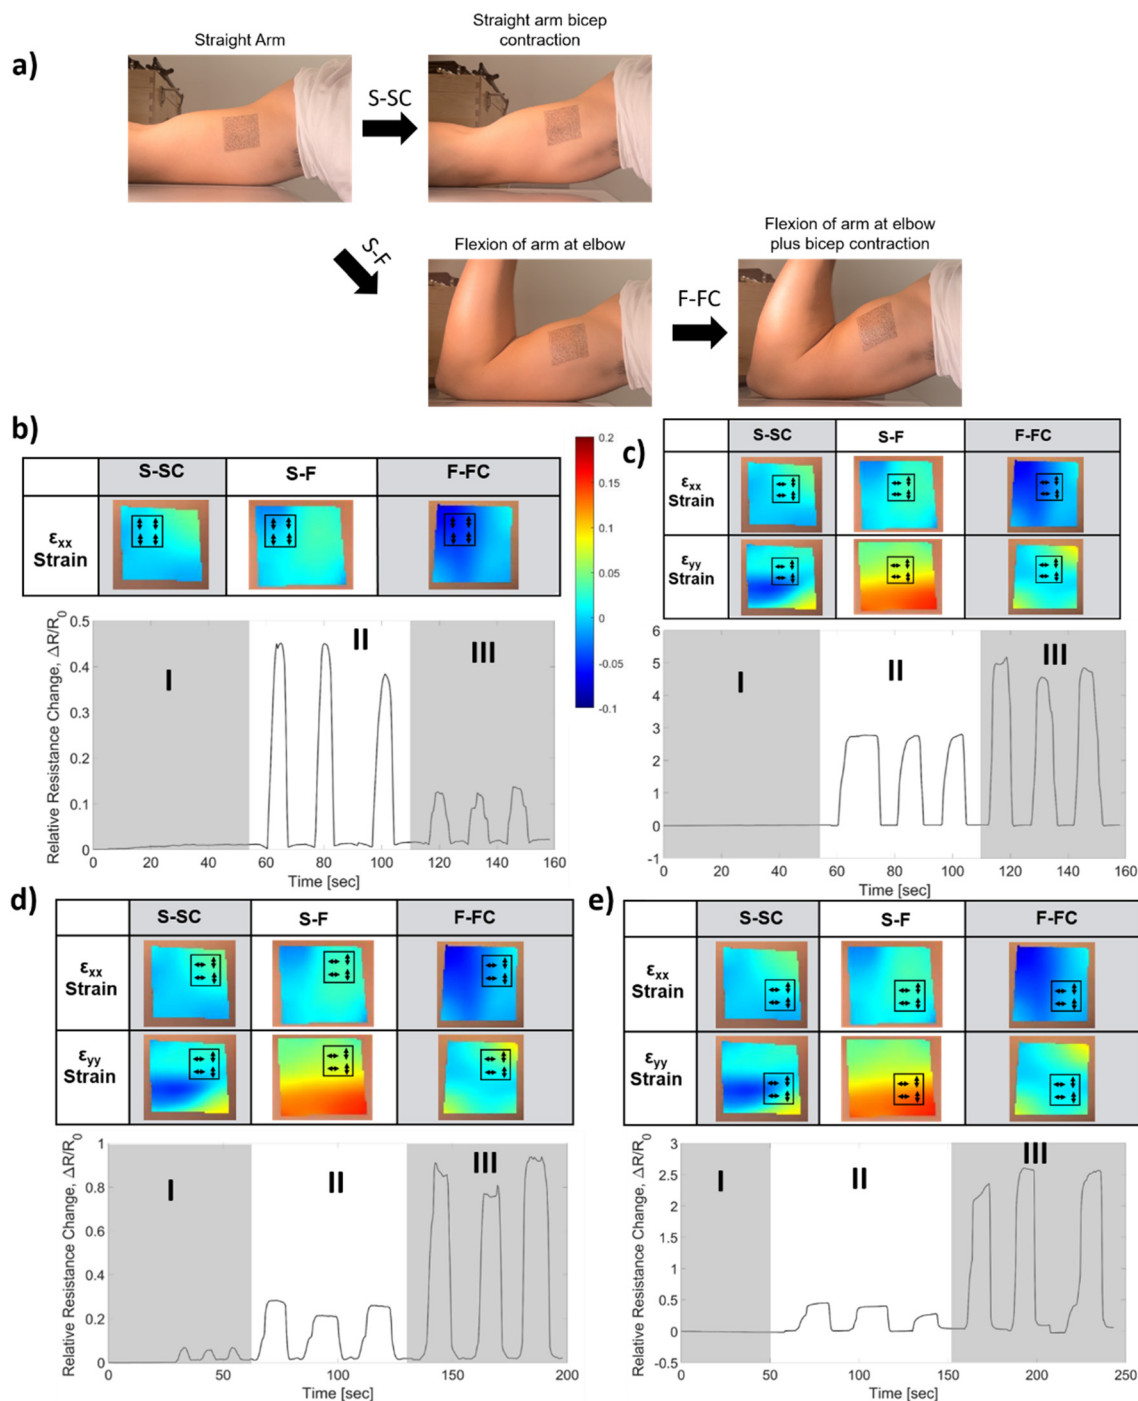 a)
Straight Arm
S-SC
Straight arm bicep
contraction
S-F
Flexion of arm at elbow
F-FC
Flexion of arm at elbow
plus bicep contraction
b)
S-SC
S-F
F-FC
εxx
Strain
0.2
0.15
0.1
0.05
0
-0.05
-0.1
Relative Resistance Change, ΔR/R0
0.5
0.4
0.3
0.2
0.1
0
I
II
III
0 20 40 60 80 100 120 140 160
Time [sec]
c)
S-SC
S-F
F-FC
εxx
Strain
εyy
Strain
6
5
4
3
2
1
0
-1
I
II
III
0 20 40 60 80 100 120 140 160
Time [sec]
d)
S-SC
S-F
F-FC
εxx
Strain
εyy
Strain
Relative Resistance Change, ΔR/R0
1
0.8
0.6
0.4
0.2
0
I
II
III
0 50 100 150 200
Time [sec]
e)
S-SC
S-F
F-FC
εxx
Strain
εyy
Strain
Relative Resistance Change, ΔR/R0
3
2.5
2
1.5
1
0.5
0
-0.5
I
II
III
0 50 100 150 200 250
Time [sec]